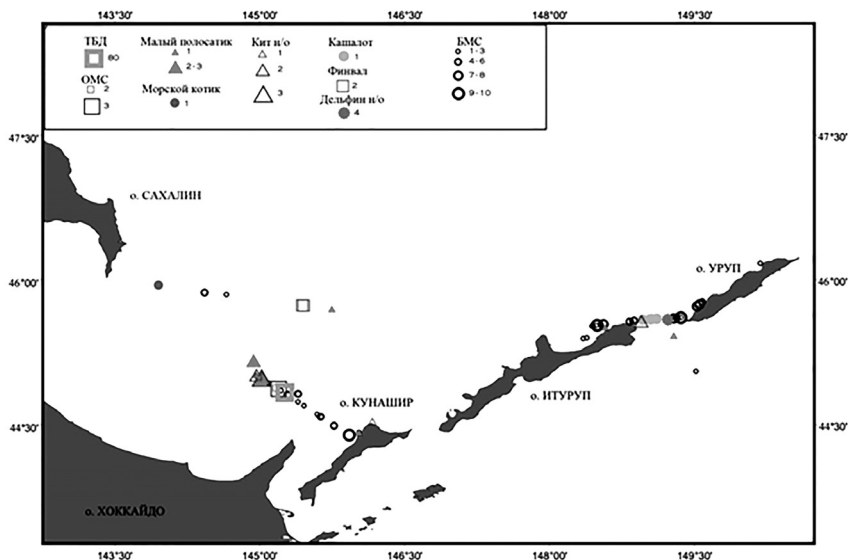 143°30' 145°00' 146°30' 148°00' 149°30'
ТБД Малый полосатик Кит н/о Кашалот БМС
80 1 1 1 1-3
2-3 2 4-6
ОМС Финвал
2 2 7-8
3 Морской котик 3 Дельфин н/о 9-10
1 4
47°30' 47°30'
о. САХАЛИН
о. УРУП
46°00' 46°00'
о. КУНАШИР о. ИТУРУП
44°30' 44°30'
о. ХОККАЙДО
143°30' 145°00' 146°30' 148°00' 149°30'